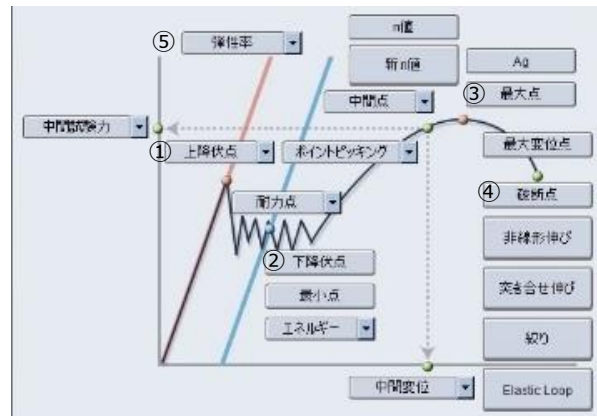 n値
⑤ 弾性率
新n値
Ag
中間点
③ 最大点
中間試験力
① 上降伏点
ポイントピッキング
最大変位点
耐力点
④ 破断点
② 下降伏点
非線形伸び
最小点
突き合せ伸び
エネルギー
絞り
中間変位
Elastic Loop